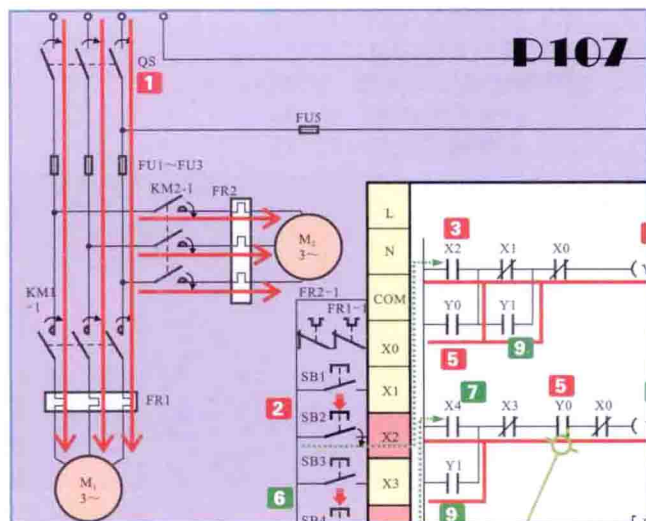 P107
QS
1
FU5
FU1～FU3
KM2-1
FR2
L
3
X2 X1 X0
N
M2
3～
KM1
-1
COM
FR2-1
FR1-1
Y0 Y1
X0
5
9
SB1
X1
FR1
2
SB2
X2
7
5
X4 X3 Y0 X0
SB3
X3
Y1
M1
3～
6
9
SB4